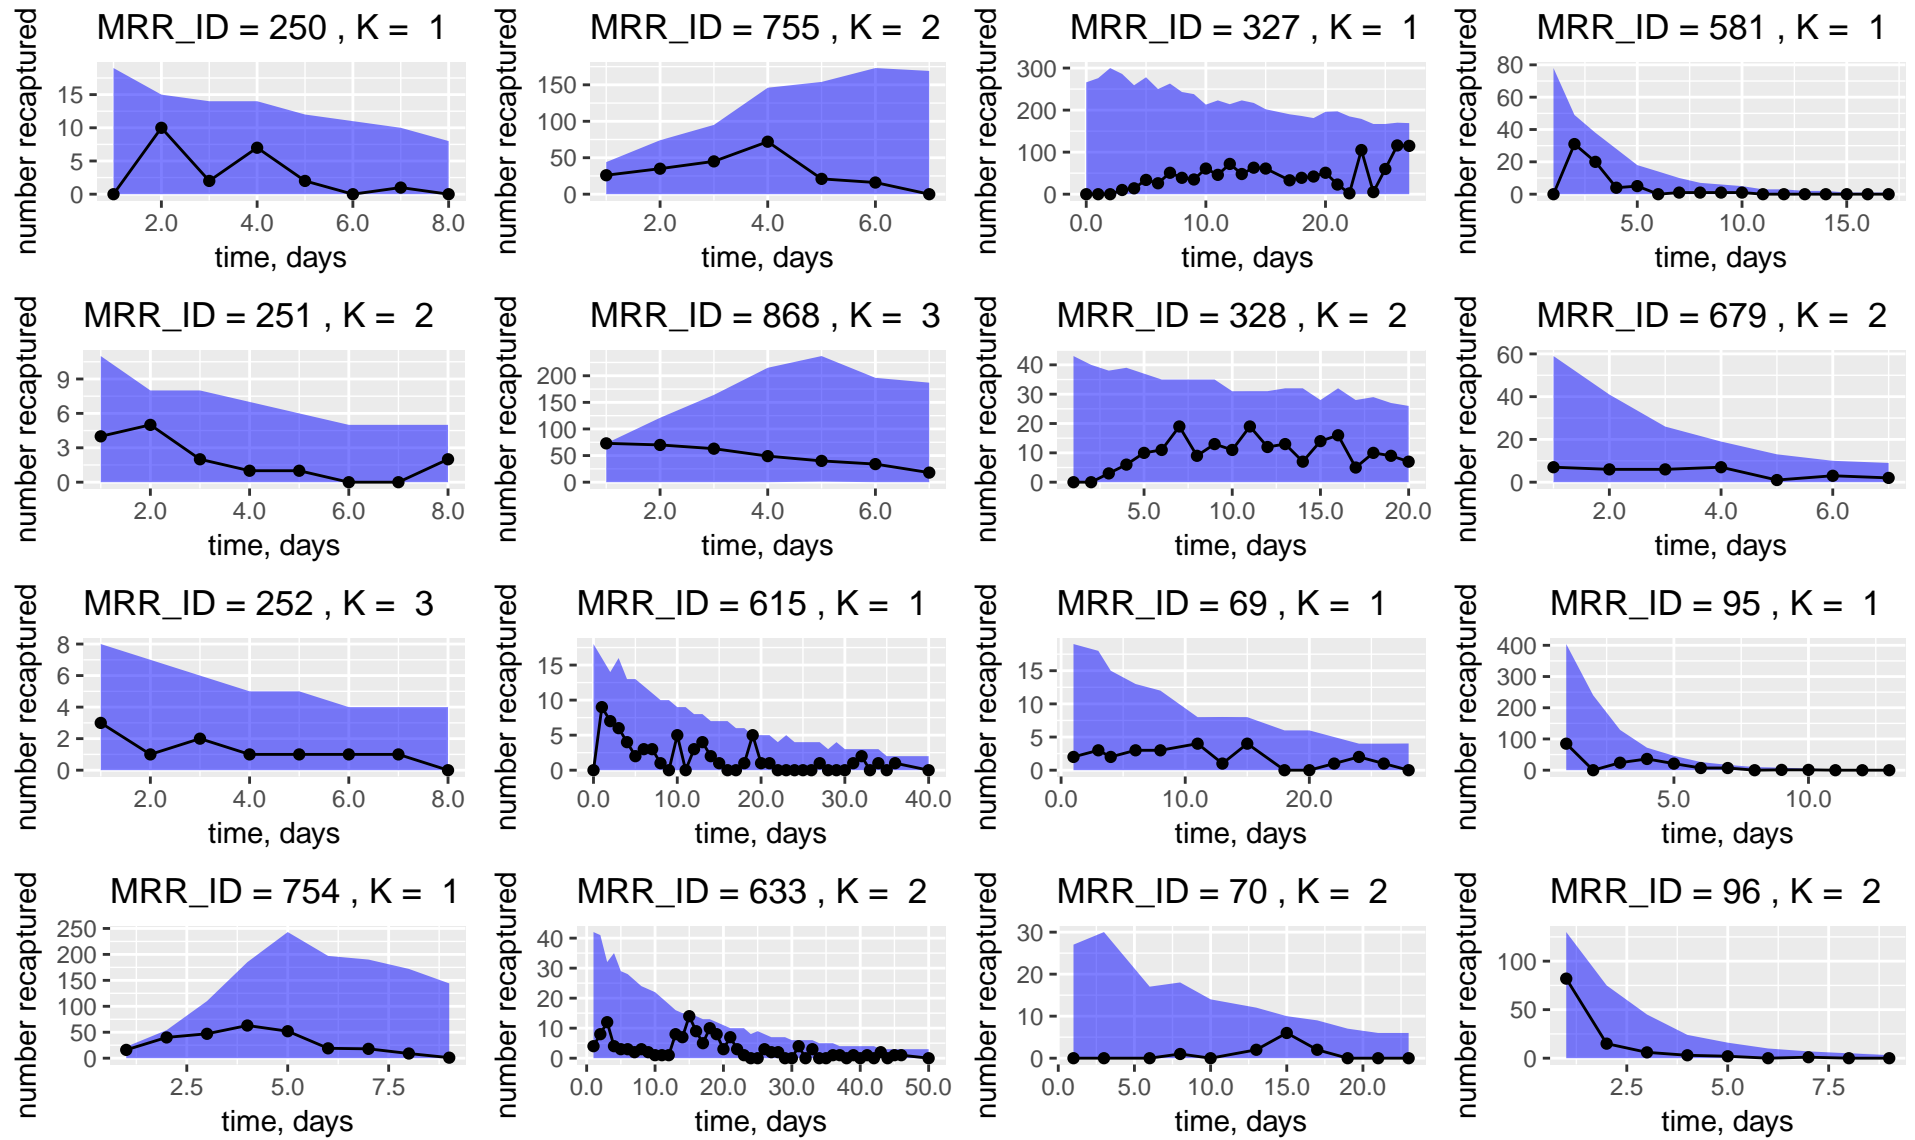 MRR_ID = 250 , K = 1
number recaptured
15
10
5
0
2.0 4.0 6.0 8.0
time, days
MRR_ID = 755 , K = 2
number recaptured
150
100
50
0
2.0 4.0 6.0
time, days
MRR_ID = 327 , K = 1
number recaptured
300
200
100
0
0.0 10.0 20.0
time, days
MRR_ID = 581 , K = 1
number recaptured
80
60
40
20
0
5.0 10.0 15.0
time, days
MRR_ID = 251 , K = 2
number recaptured
9
6
3
0
2.0 4.0 6.0 8.0
time, days
MRR_ID = 868 , K = 3
number recaptured
200
150
100
50
0
2.0 4.0 6.0
time, days
MRR_ID = 328 , K = 2
number recaptured
40
30
20
10
0
5.0 10.0 15.0 20.0
time, days
MRR_ID = 679 , K = 2
number recaptured
60
40
20
0
2.0 4.0 6.0
time, days
MRR_ID = 252 , K = 3
number recaptured
8
6
4
2
0
2.0 4.0 6.0 8.0
time, days
MRR_ID = 615 , K = 1
number recaptured
15
10
5
0
0.0 10.0 20.0 30.0 40.0
time, days
MRR_ID = 69 , K = 1
number recaptured
15
10
5
0
0.0 10.0 20.0
time, days
MRR_ID = 95 , K = 1
number recaptured
400
300
200
100
0
5.0 10.0
time, days
MRR_ID = 754 , K = 1
number recaptured
250
200
150
100
50
0
2.5 5.0 7.5
time, days
MRR_ID = 633 , K = 2
number recaptured
40
30
20
10
0
0.0 10.0 20.0 30.0 40.0 50.0
time, days
MRR_ID = 70 , K = 2
number recaptured
30
20
10
0
0.0 5.0 10.0 15.0 20.0
time, days
MRR_ID = 96 , K = 2
number recaptured
100
50
0
2.5 5.0 7.5
time, days